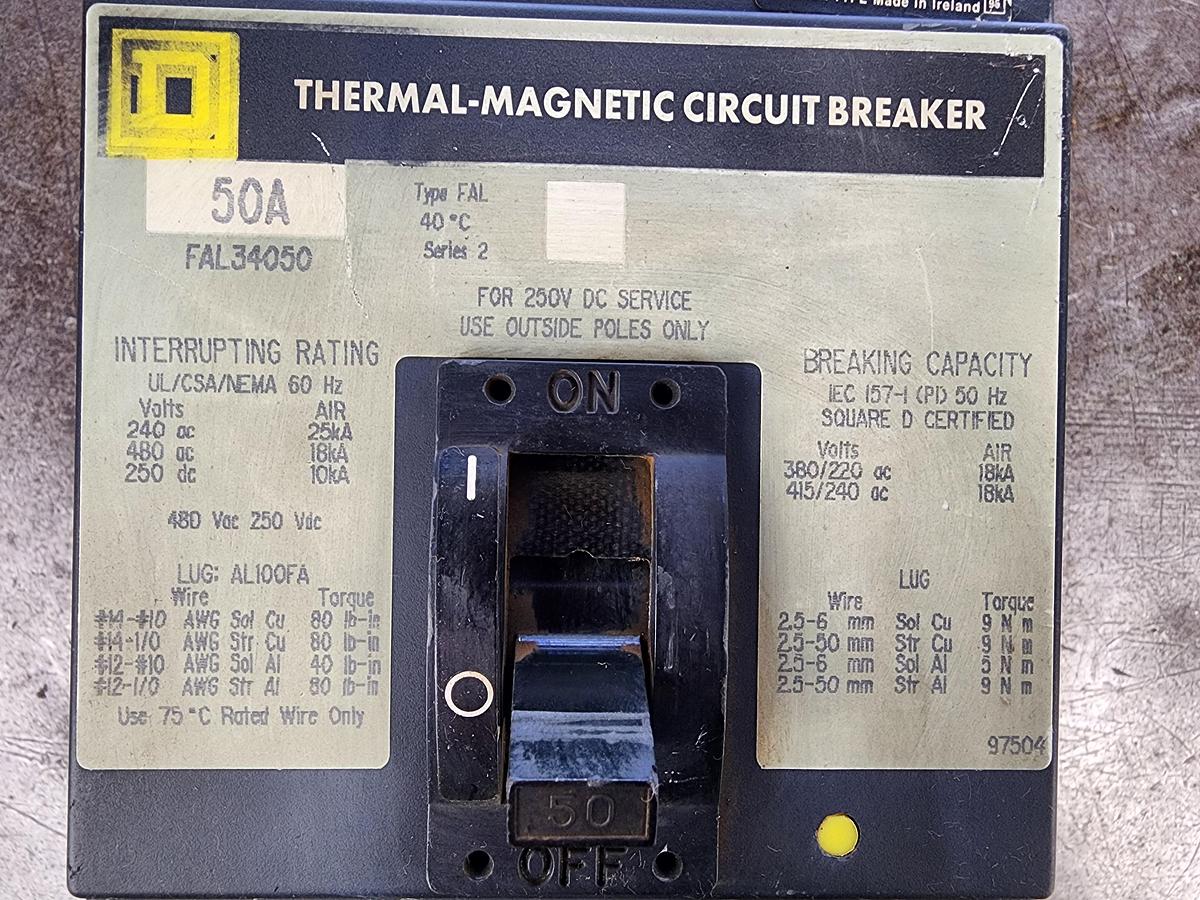 Made in Ireland 95
THERMAL-MAGNETIC CIRCUIT BREAKER
50A
FAL34050
Type FAL
40°C
Series 2
FOR 250V DC SERVICE
USE OUTSIDE POLES ONLY
INTERRUPTING RATING
UL/CSA/NEMA 60 Hz
Volts AIR
240 ac 25kA
480 ac 18kA
250 dc 10kA
480 Vac 250 Vdc
LUG: AL100FA
Wire Torque
#14-#10 AWG Sol Cu 80 lb-in
#14-1/0 AWG Str Cu 80 lb-in
#12-#10 AWG Sol Al 40 lb-in
#12-1/0 AWG Str Al 80 lb-in
Use 75°C Rated Wire Only
ON
50
OFF
BREAKING CAPACITY
IEC 157-1 (P1) 50 Hz
SQUARE D CERTIFIED
Volts AIR
380/220 ac 18kA
415/240 ac 18kA
LUG
Wire Torque
2.5-6 mm Sol Cu 9 N m
2.5-50 mm Str Cu 9 N m
2.5-6 mm Sol Al 5 N m
2.5-50 mm Str Al 9 N m
97504